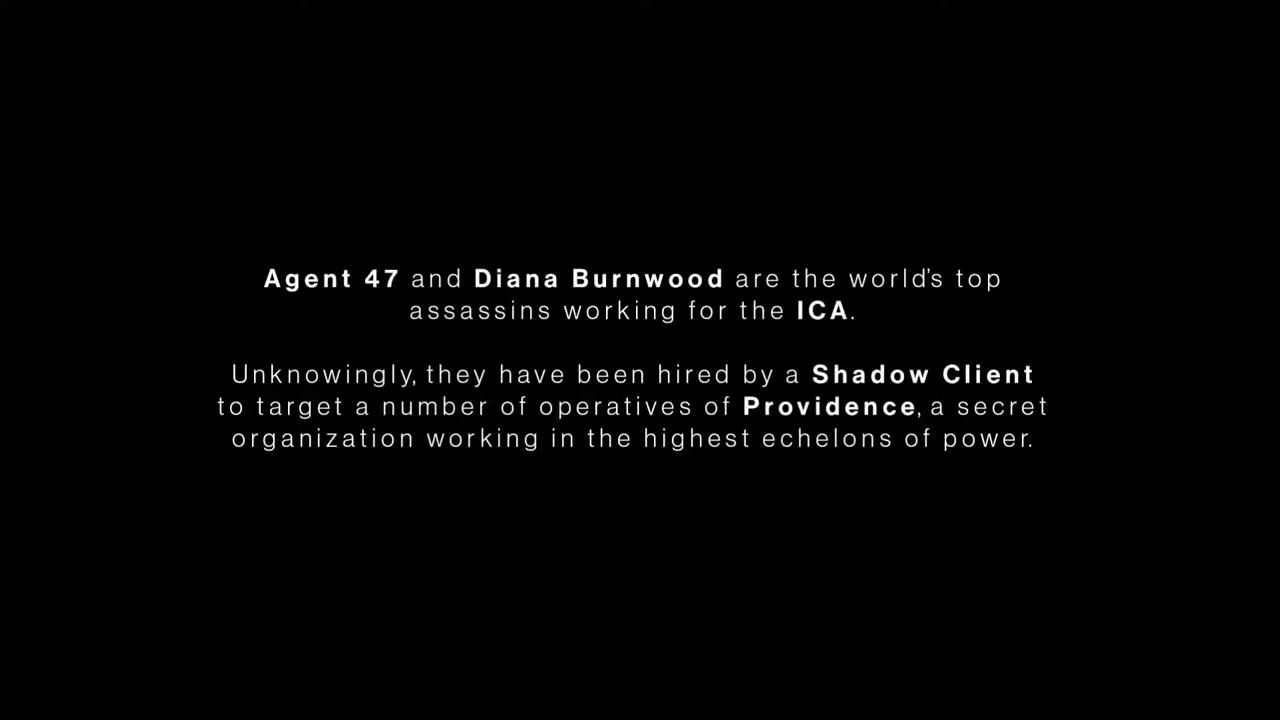 Agent 47 and Diana Burnwood are the world's top
assassins working for the ICA.
Unknowingly, they have been hired by a Shadow Client
to target a number of operatives of Providence, a secret
organization working in the highest echelons of power.